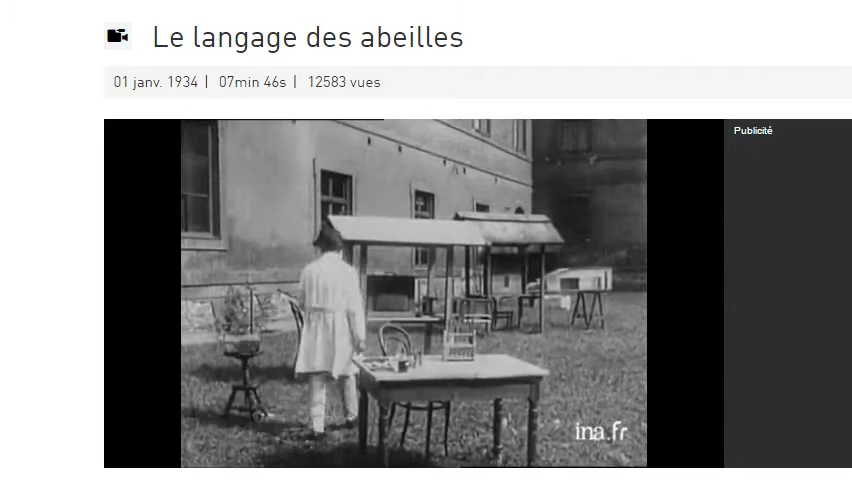 Le langage des abeilles
01 janv. 1934 | 07min 46s | 12583 vues
Publicité
ina.fr